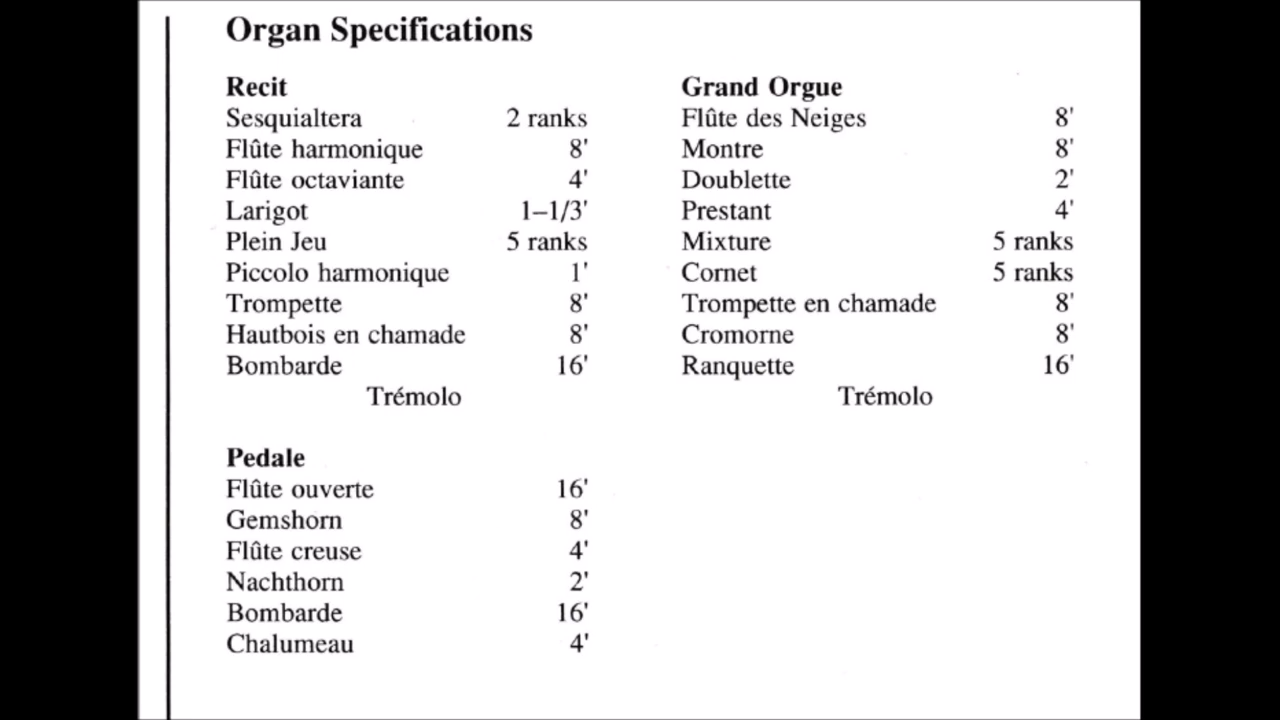 Organ Specifications
Recit
Sesquialtera 2 ranks
Flûte harmonique 8'
Flûte octaviante 4'
Larigot 1–1/3'
Plein Jeu 5 ranks
Piccolo harmonique 1'
Trompette 8'
Hautbois en chamade 8'
Bombarde 16'
Trémolo
Grand Orgue
Flûte des Neiges 8'
Montre 8'
Doublette 2'
Prestant 4'
Mixture 5 ranks
Cornet 5 ranks
Trompette en chamade 8'
Cromorne 8'
Ranquette 16'
Trémolo
Pedale
Flûte ouverte 16'
Gemshorn 8'
Flûte creuse 4'
Nachthorn 2'
Bombarde 16'
Chalumeau 4'